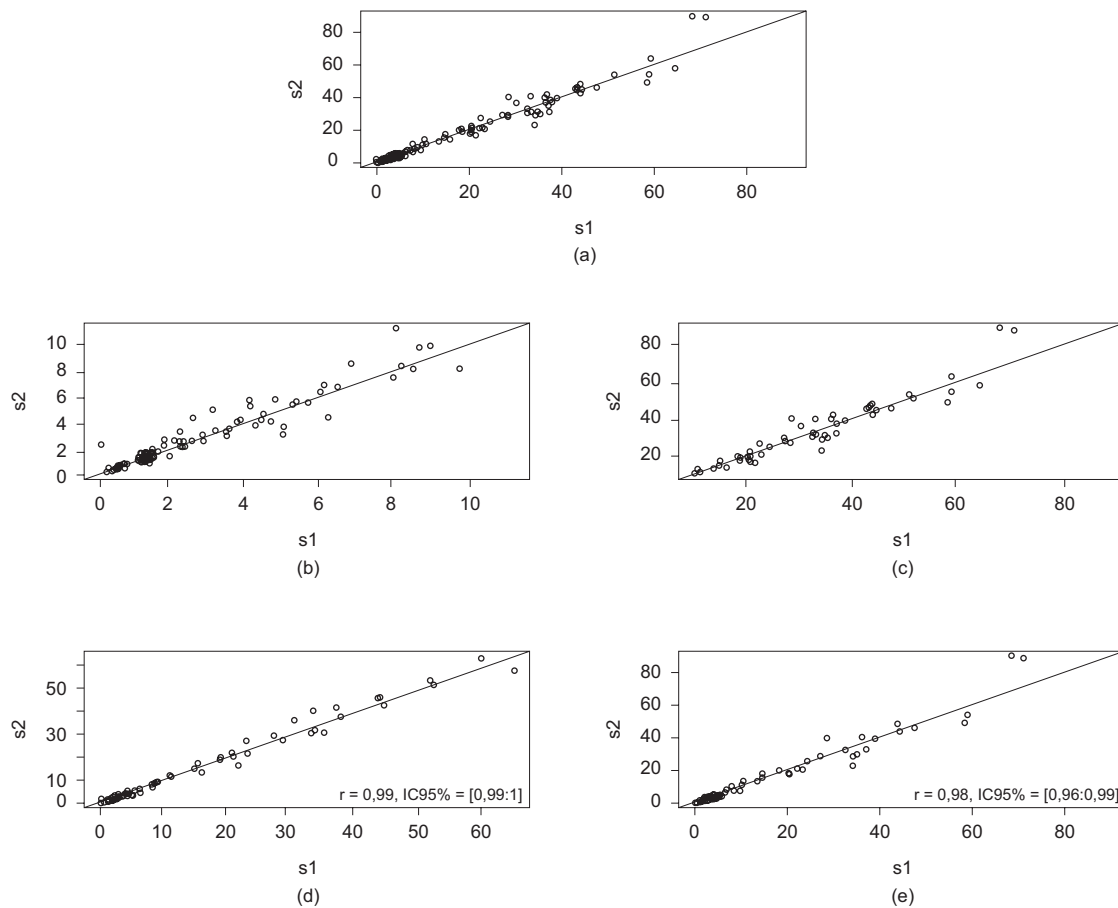 80
60
40
20
0
s2
0 20 40 60 80
s1
(a)
10
8
6
4
2
0
s2
0 2 4 6 8 10
s1
(b)
80
60
40
20
s2
20 40 60 80
s1
(c)
50
30
10
0
s2
r = 0,99, IC95% = [0,99:1]
0 10 20 30 40 50 60
s1
(d)
80
60
40
20
0
s2
r = 0,98, IC95% = [0,96:0,99]
0 20 40 60 80
s1
(e)